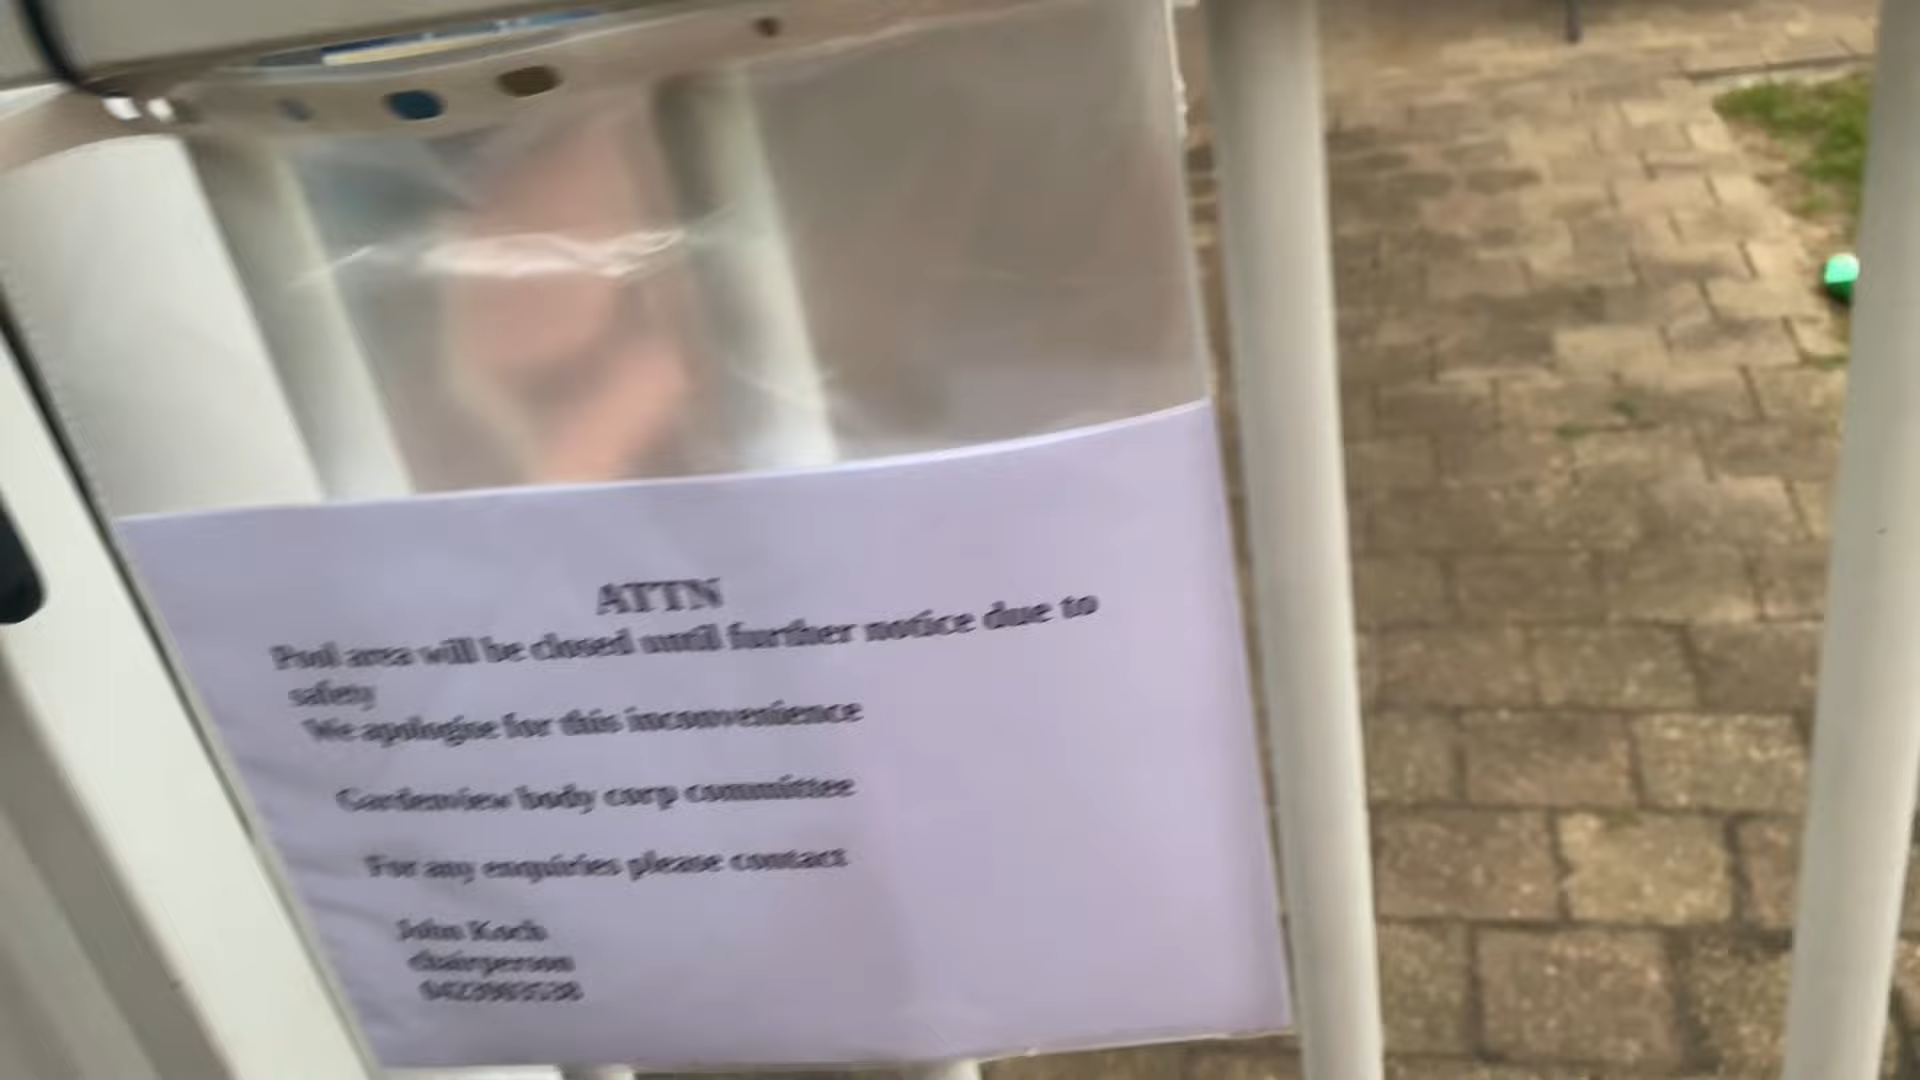 ATTN
Pool area will be closed until further notice due to
safety
We apologise for this inconvenience
Gardenview body corp committee
For any enquiries please contact
John Koch
chairperson